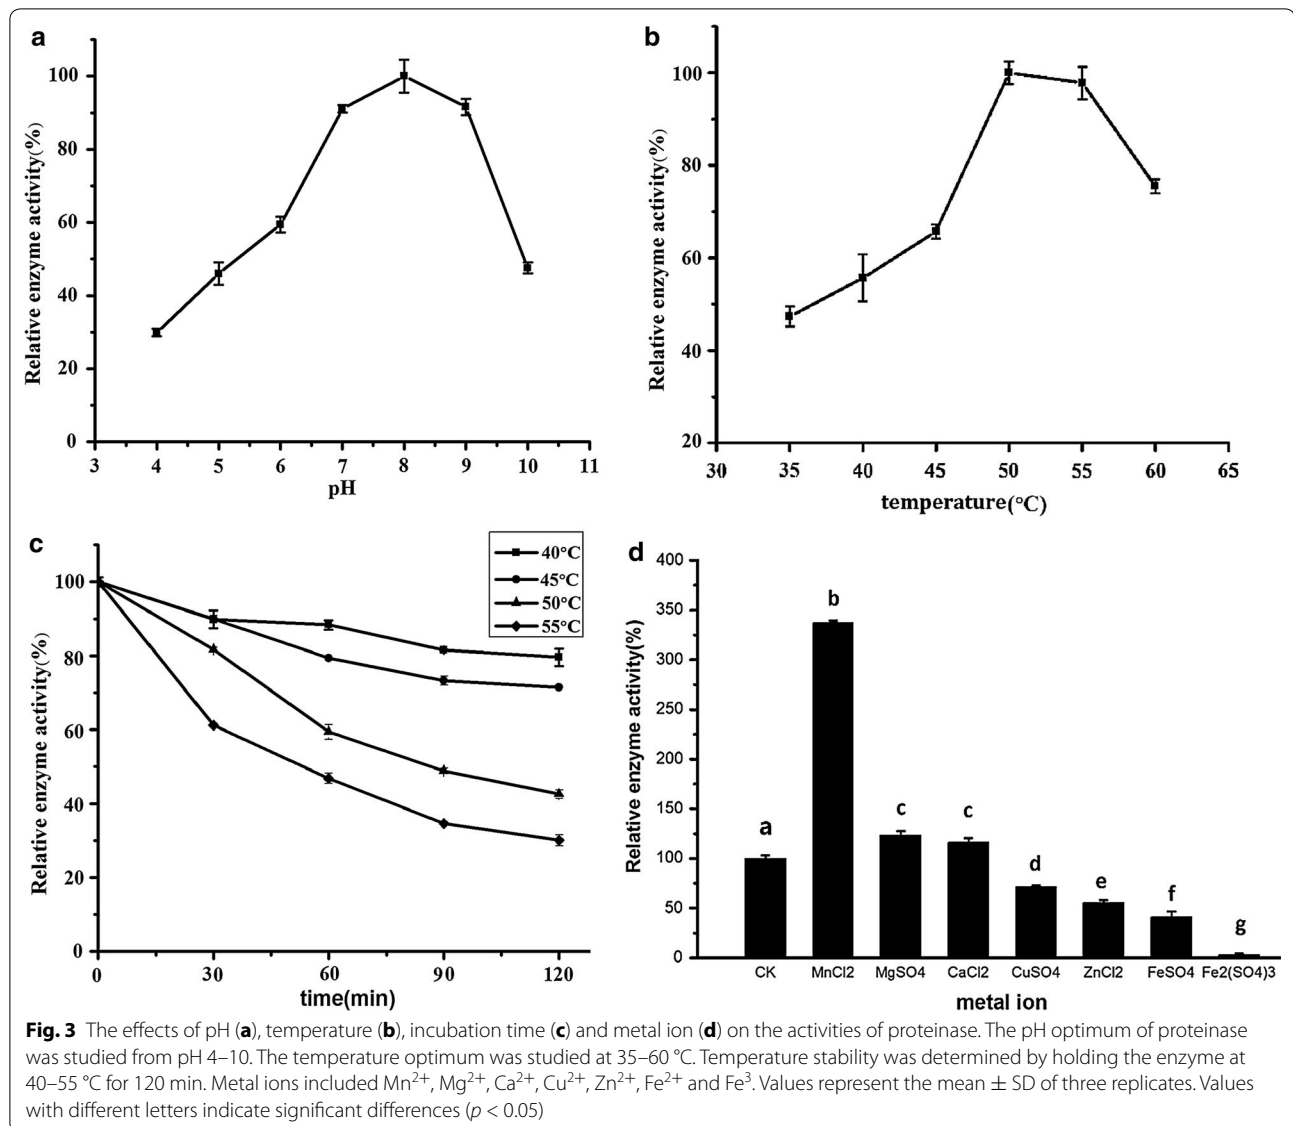 a
100
80
60
40
20
0
Relative enzyme activity(%)
3 4 5 6 7 8 9 10 11
pH
b
100
80
60
40
20
Relative enzyme activity(%)
30 35 40 45 50 55 60 65
temperature(°C)
c
40°C
45°C
50°C
55°C
100
80
60
40
20
0
Relative enzyme activity(%)
0 30 60 90 120
time(min)
d
400
350
300
250
200
150
100
50
0
Relative enzyme activity(%)
a b c c d e f g
CK MnCl2 MgSO4 CaCl2 CuSO4 ZnCl2 FeSO4 Fe2(SO4)3
metal ion
Fig. 3 The effects of pH (a), temperature (b), incubation time (c) and metal ion (d) on the activities of proteinase. The pH optimum of proteinase
was studied from pH 4–10. The temperature optimum was studied at 35–60 °C. Temperature stability was determined by holding the enzyme at
40–55 °C for 120 min. Metal ions included Mn²⁺, Mg²⁺, Ca²⁺, Cu²⁺, Zn²⁺, Fe²⁺ and Fe³. Values represent the mean ± SD of three replicates. Values
with different letters indicate significant differences (p < 0.05)